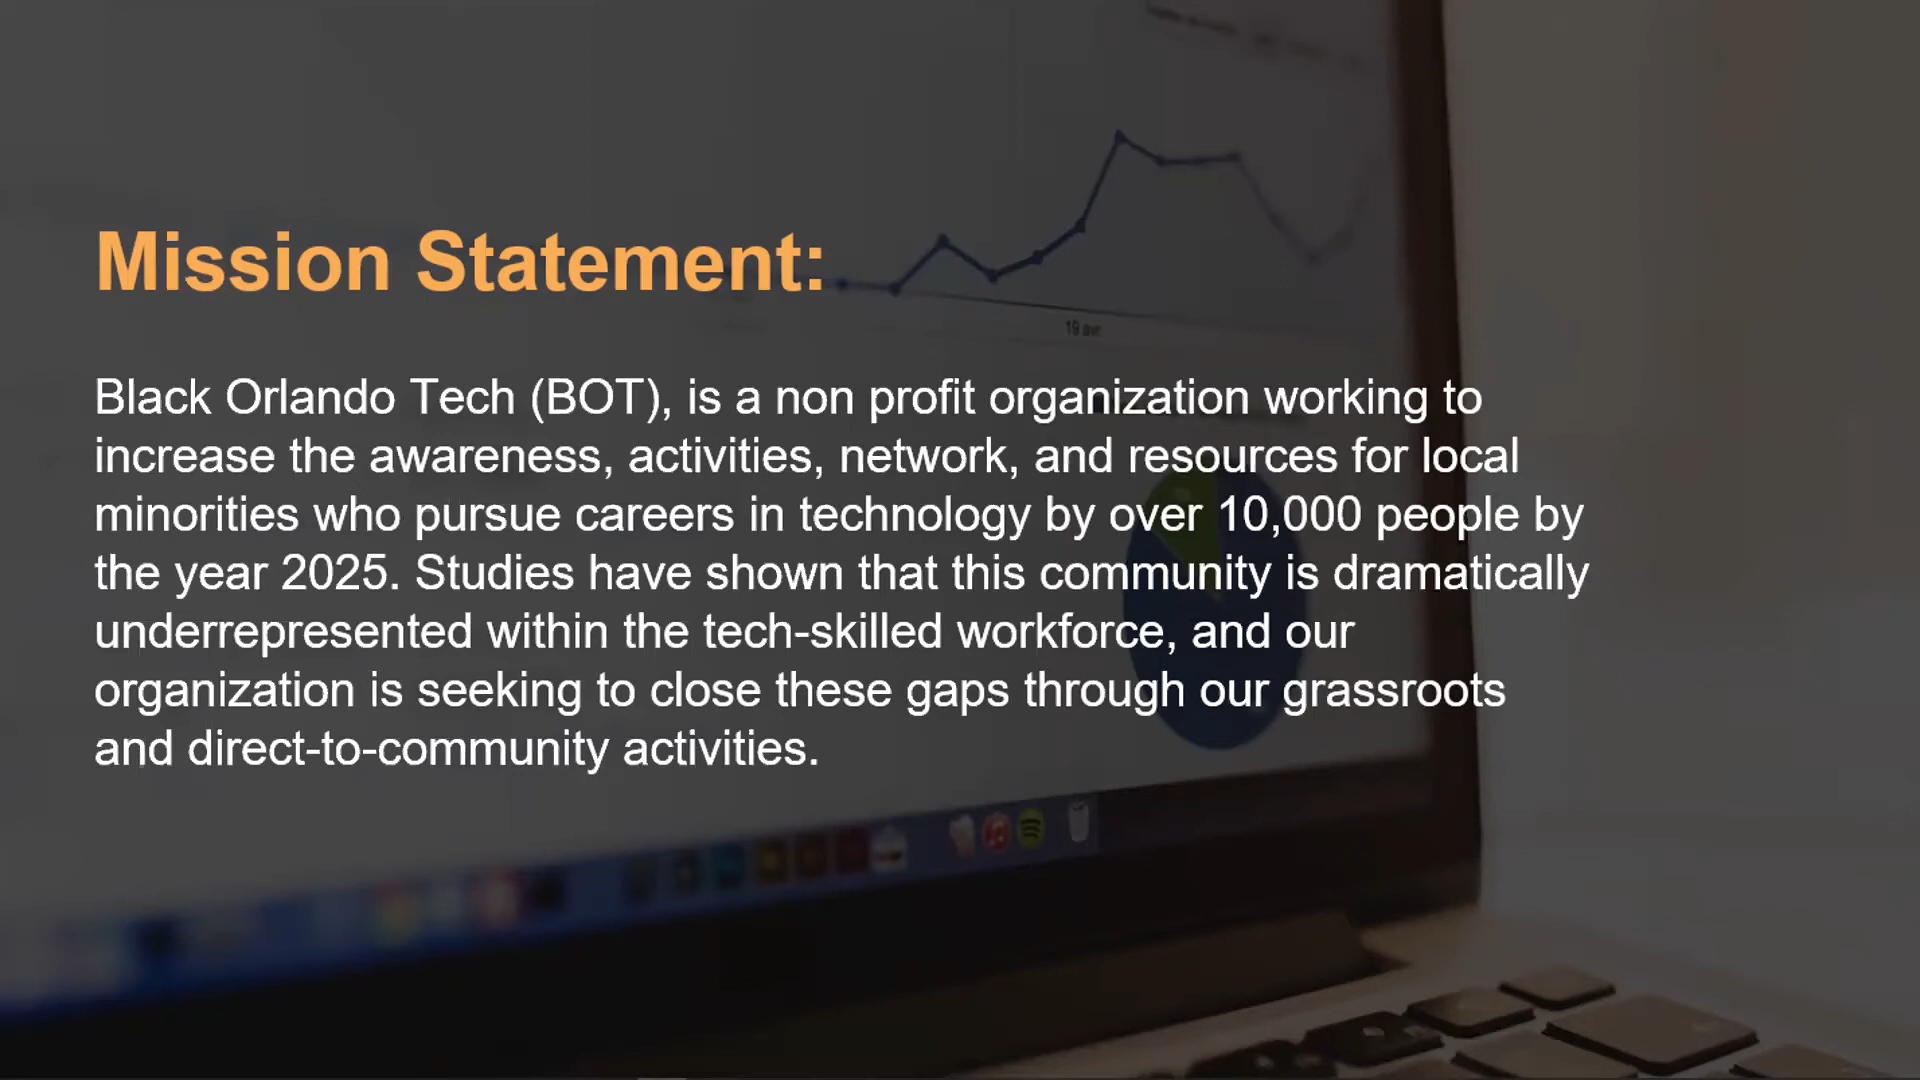 Mission Statement:
Black Orlando Tech (BOT), is a non profit organization working to
increase the awareness, activities, network, and resources for local
minorities who pursue careers in technology by over 10,000 people by
the year 2025. Studies have shown that this community is dramatically
underrepresented within the tech-skilled workforce, and our
organization is seeking to close these gaps through our grassroots
and direct-to-community activities.
19 avr